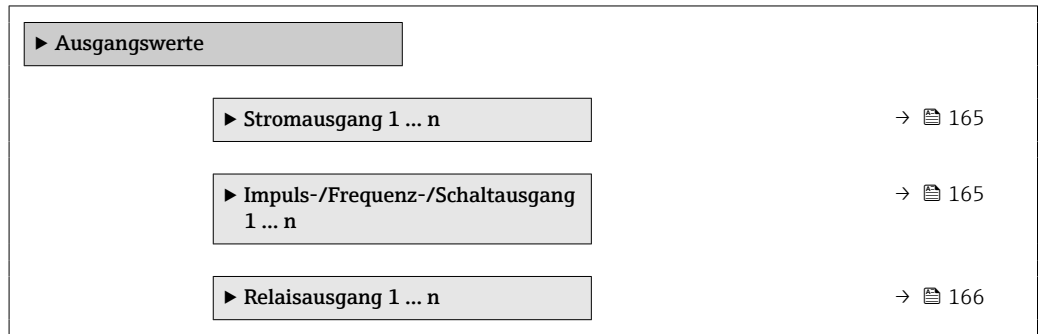 ▶ Ausgangswerte
▶ Stromausgang 1 … n → 165
▶ Impuls-/Frequenz-/Schaltausgang
1 … n
→ 165
▶ Relaisausgang 1 … n → 166